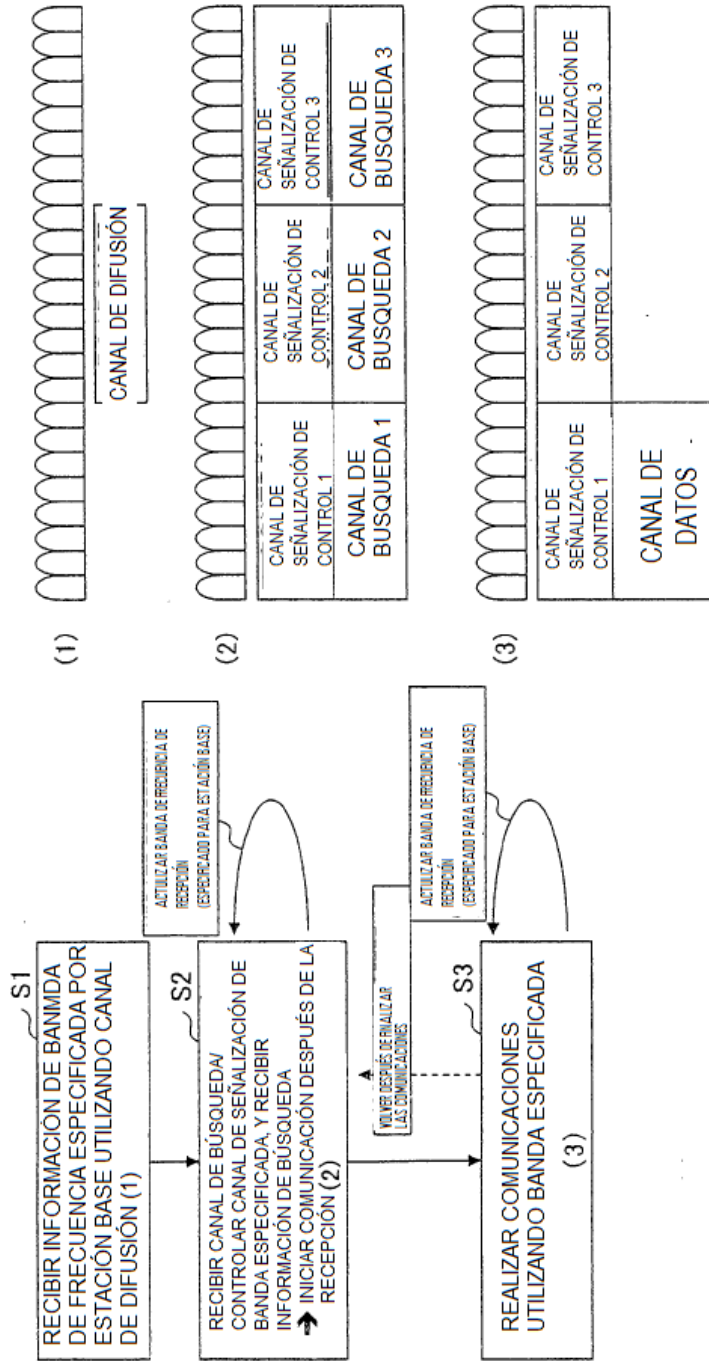 S1
RECIBIR INFORMACIÓN DE BANMDA
DE FRECUENCIA ESPECIFICADA POR
ESTACIÓN BASE UTILIZANDO CANAL
DE DIFUSIÓN (1)
S2
RECIBIR CANAL DE BÚSQUEDA/
CONTROLAR CANAL DE SEÑALIZACIÓN DE
BANDA ESPECIFICADA, Y RECIBIR
INFORMACIÓN DE BÚSQUEDA
➔ INICIAR COMUNICACIÓN DESPUÉS DE LA
RECEPCIÓN (2)
ACTULIZAR BANDA DE FRECUENCIA DE
RECEPCIÓN
(ESPECIFICADO PARA ESTACIÓN BASE)
VOLVER DESPUÉS DE FINALIZAR
LAS COMUNICACIONES
S3
REALIZAR COMUNICACIONES
UTILIZANDO BANDA ESPECIFICADA
(3)
ACTULIZAR BANDA DE FRECUENCIA DE
RECEPCIÓN
(ESPECIFICADO PARA ESTACIÓN BASE)
(1)
CANAL DE DIFUSIÓN
(2)
CANAL DE
SEÑALIZACIÓN DE
CONTROL 1
CANAL DE
SEÑALIZACIÓN DE
CONTROL 2
CANAL DE
SEÑALIZACIÓN DE
CONTROL 3
CANAL DE
BUSQUEDA 1
CANAL DE
BUSQUEDA 2
CANAL DE
BUSQUEDA 3
(3)
CANAL DE
SEÑALIZACIÓN DE
CONTROL 1
CANAL DE
SEÑALIZACIÓN DE
CONTROL 2
CANAL DE
SEÑALIZACIÓN DE
CONTROL 3
CANAL DE
DATOS